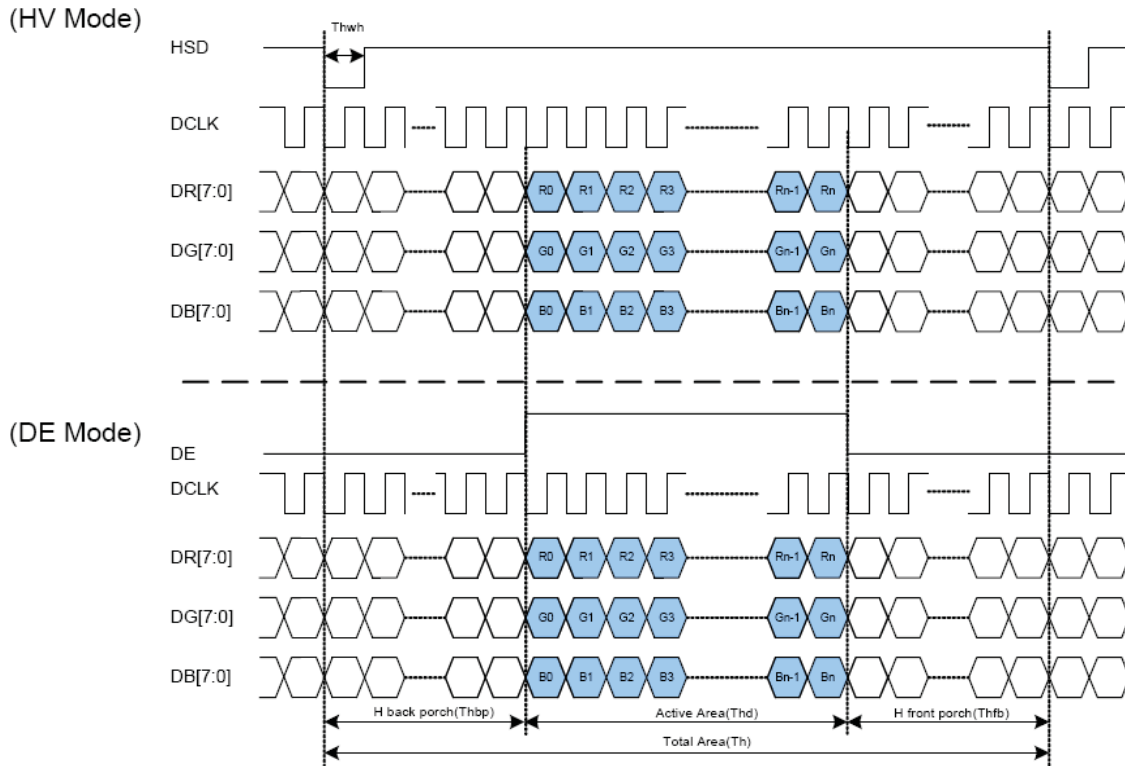 (HV Mode)
Thwh
HSD
DCLK
DR[7:0] R0 R1 R2 R3 Rn-1 Rn
DG[7:0] G0 G1 G2 G3 Gn-1 Gn
DB[7:0] B0 B1 B2 B3 Bn-1 Bn
(DE Mode)
DE
DCLK
DR[7:0] R0 R1 R2 R3 Rn-1 Rn
DG[7:0] G0 G1 G2 G3 Gn-1 Gn
DB[7:0] B0 B1 B2 B3 Bn-1 Bn
H back porch(Thbp) Active Area(Thd) H front porch(Thfb)
Total Area(Th)